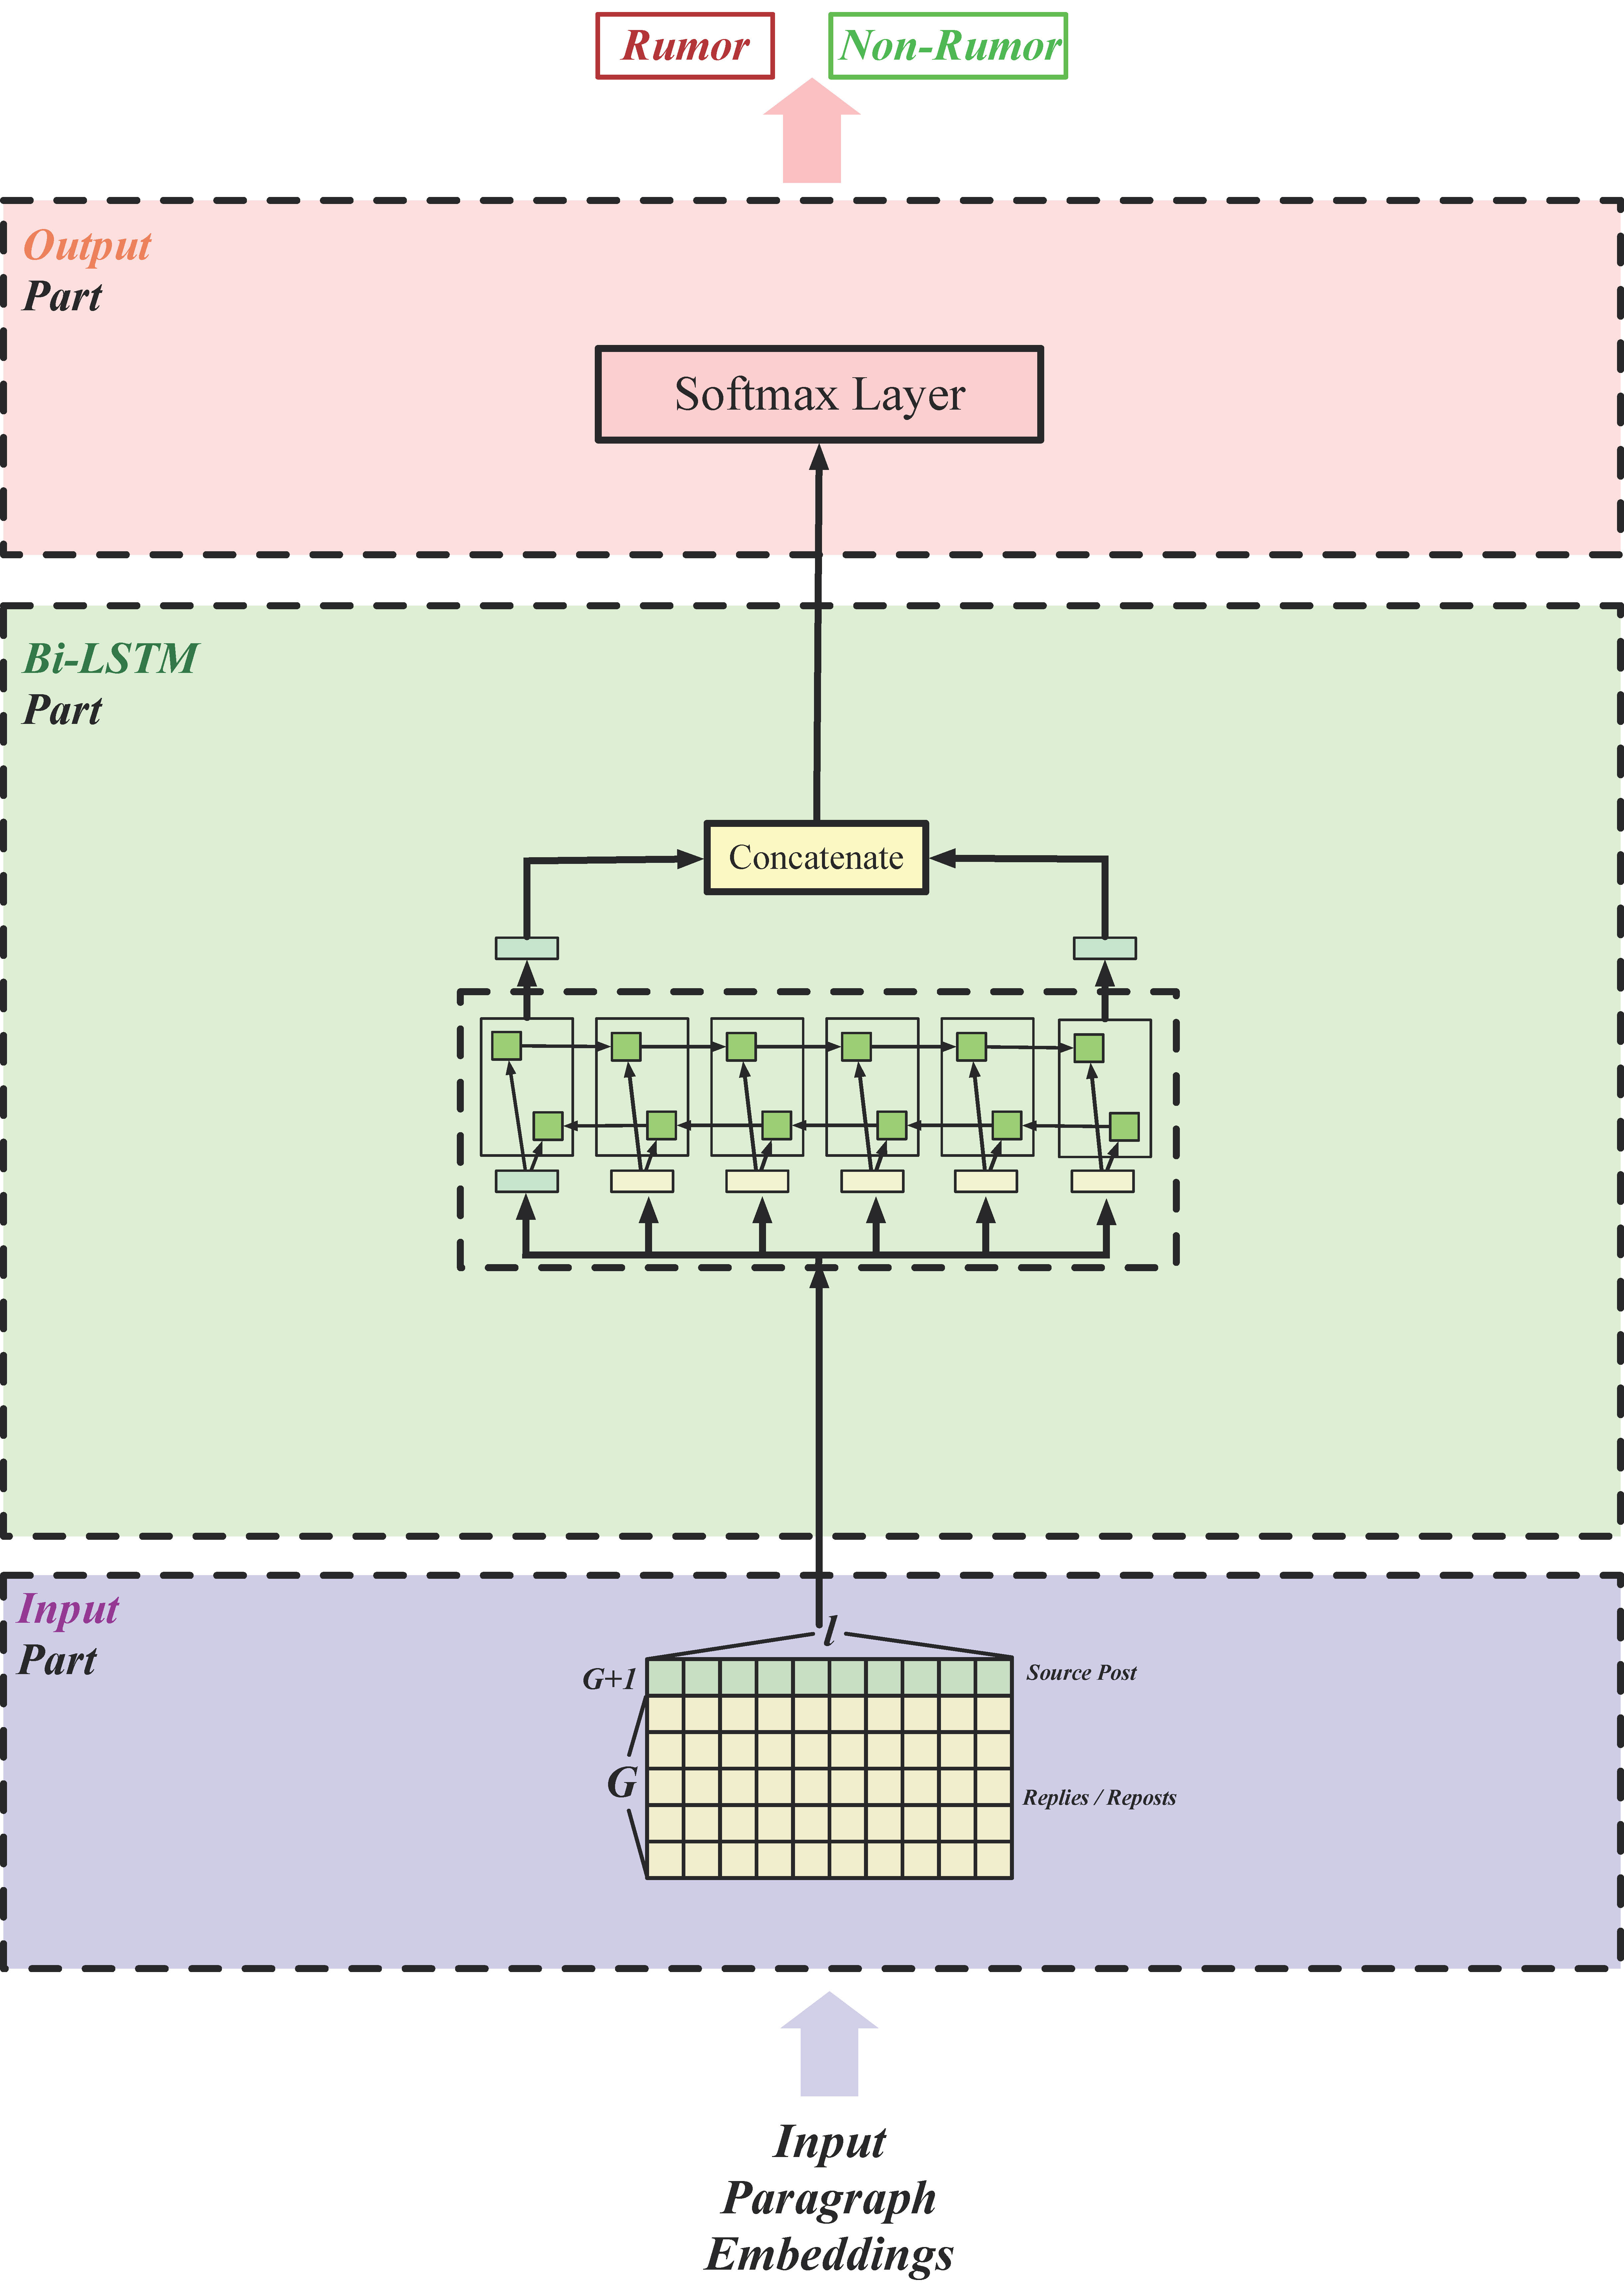 Rumor
Non-Rumor
Output
Part
Softmax Layer
Bi-LSTM
Part
Concatenate
Input
Part
l
G+1
Source Post
G
Replies / Reposts
Input
Paragraph
Embeddings